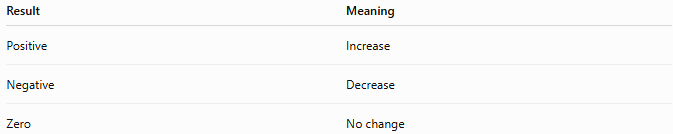 Result Meaning
Positive Increase
Negative Decrease
Zero No change